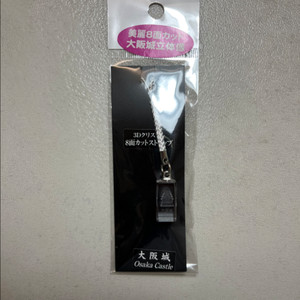 美麗8面カット
大阪城立体像
3Dクリスタル
8面カットストラップ
大阪城
Osaka Castle